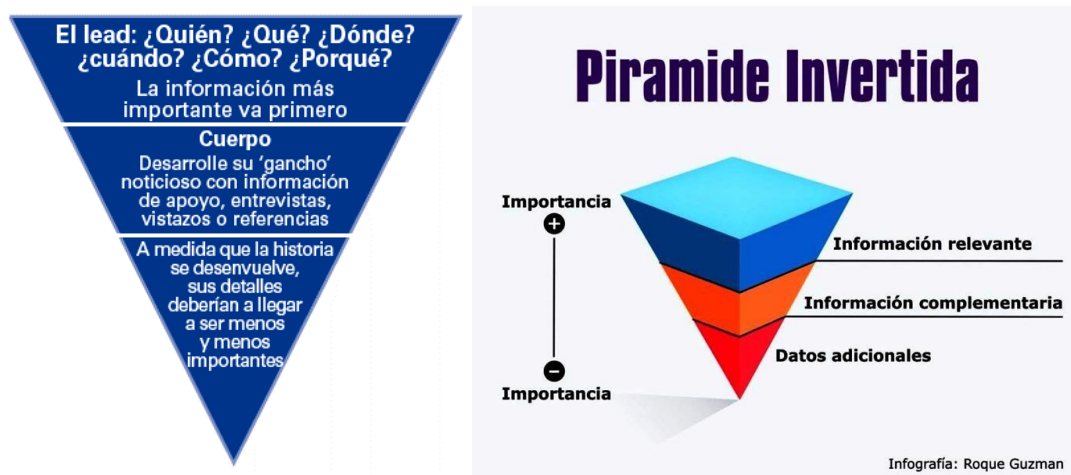 El lead: ¿Quién? ¿Qué? ¿Dónde?
¿cuándo? ¿Cómo? ¿Porqué?
La información más
importante va primero
Cuerpo
Desarrolle su ‘gancho’
noticioso con información
de apoyo, entrevistas,
vistazos o referencias
A medida que la historia
se desenvuelve,
sus detalles
deberían a llegar
a ser menos
y menos
importantes
Piramide Invertida
Importancia
+
Información relevante
Información complementaria
Datos adicionales
−
Importancia
Infografía: Roque Guzman